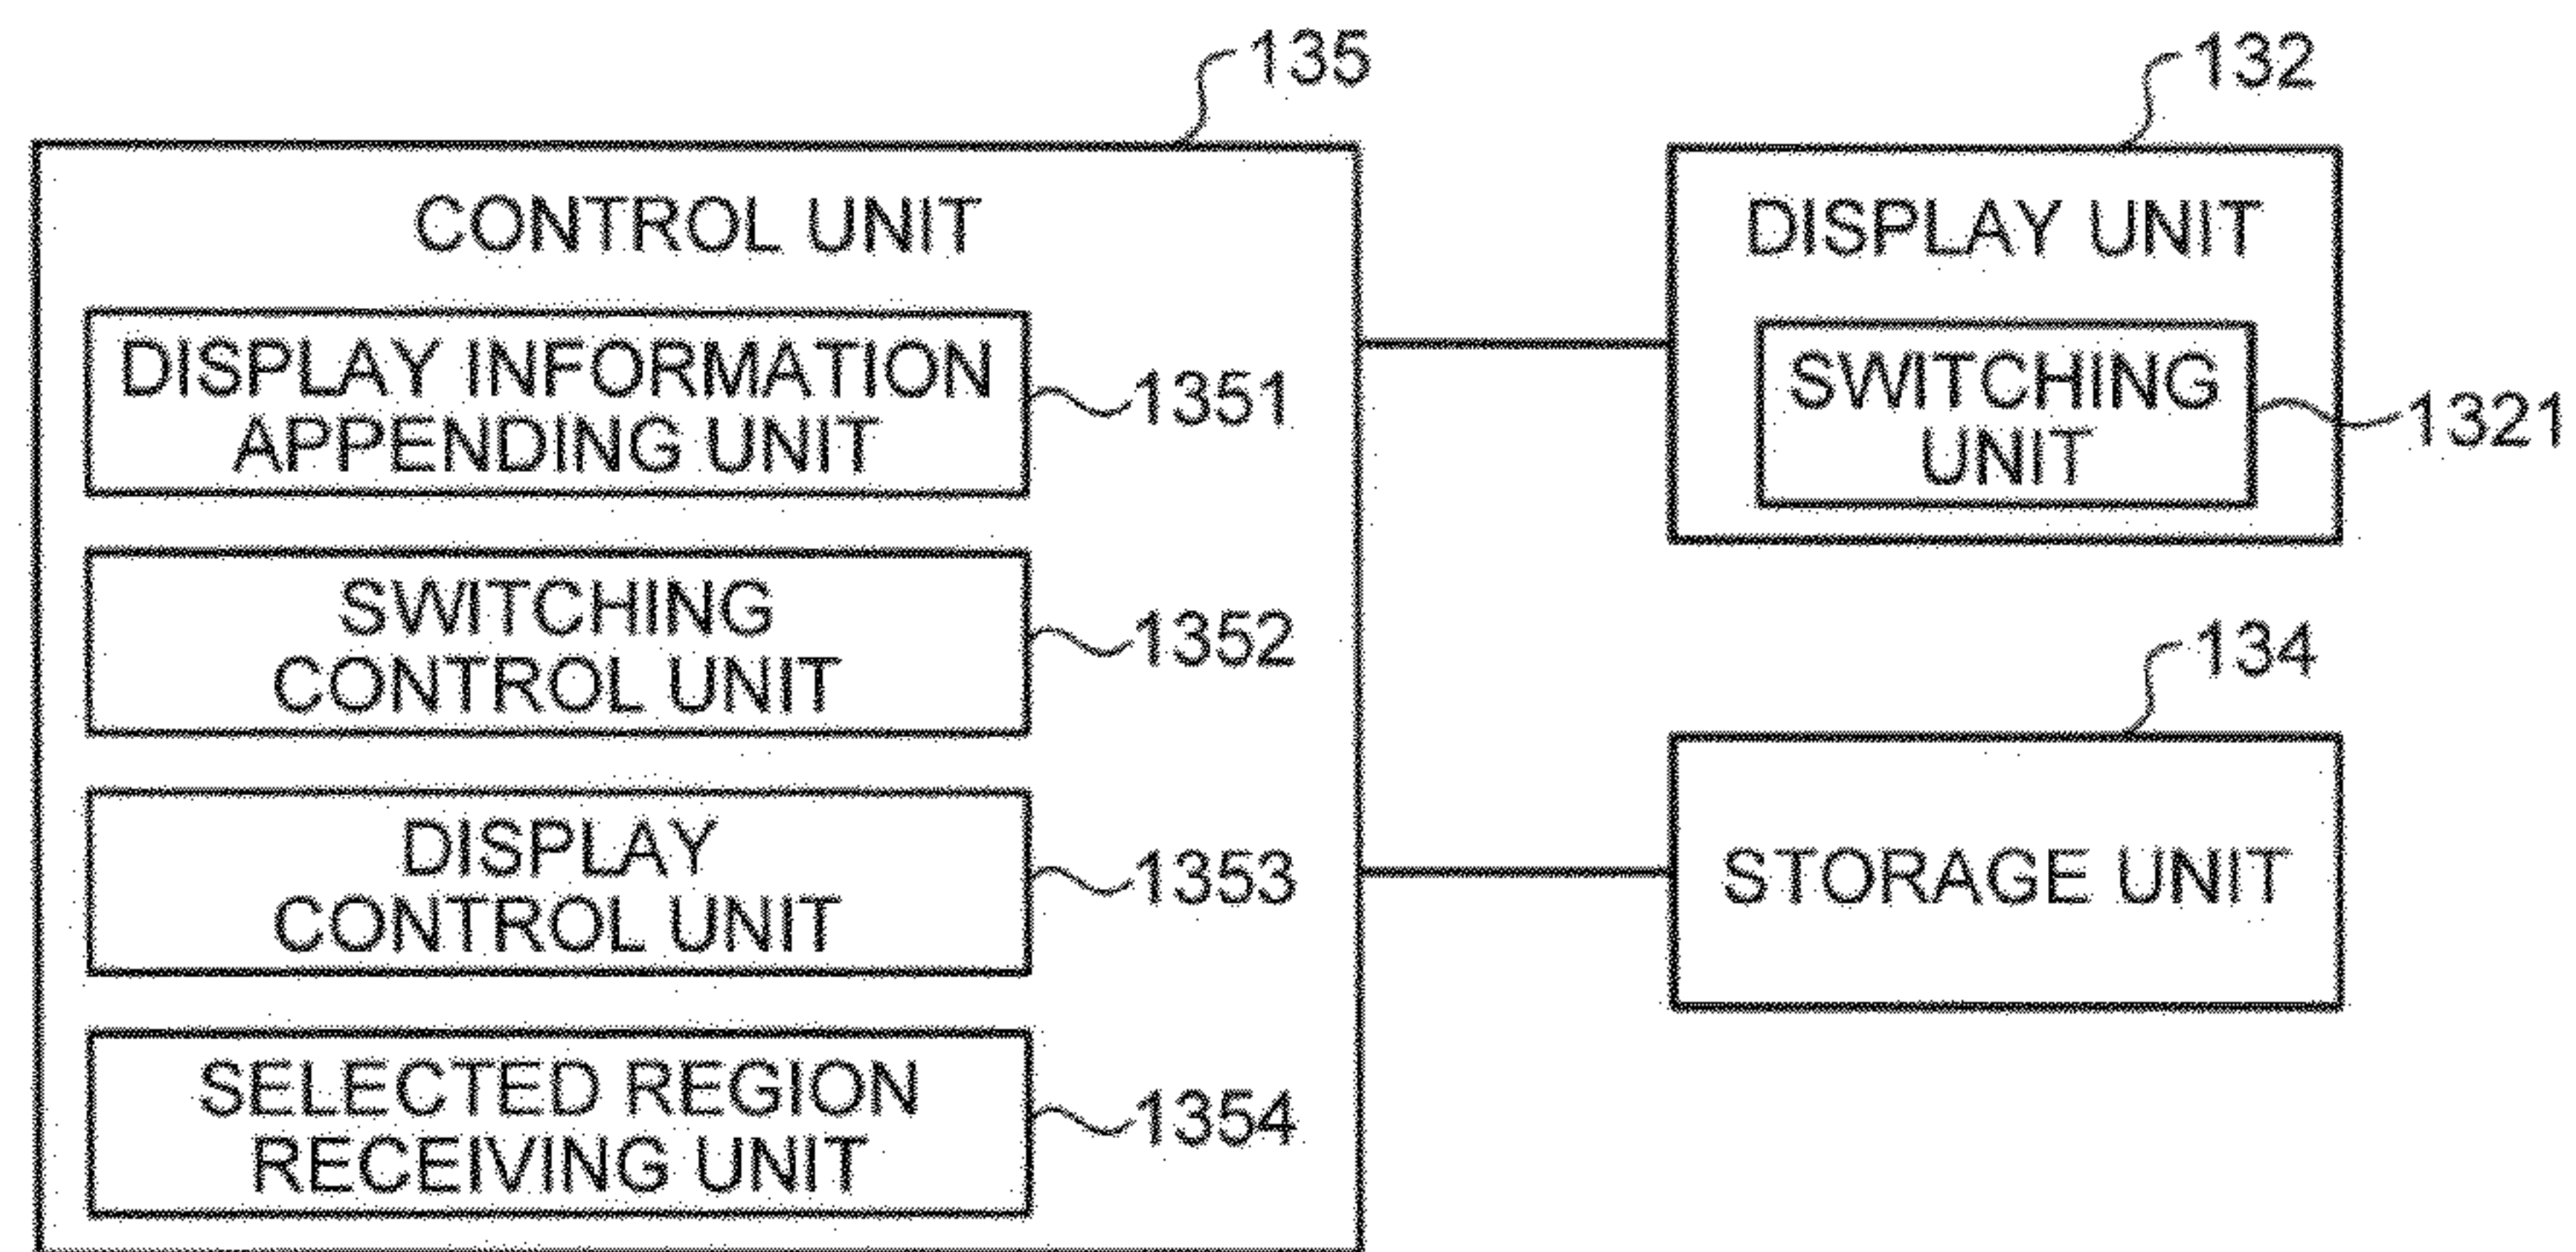 135
CONTROL UNIT
DISPLAY INFORMATION
APPENDING UNIT
1351
SWITCHING
CONTROL UNIT
1352
DISPLAY
CONTROL UNIT
1353
SELECTED REGION
RECEIVING UNIT
1354
132
DISPLAY UNIT
SWITCHING
UNIT
1321
134
STORAGE UNIT